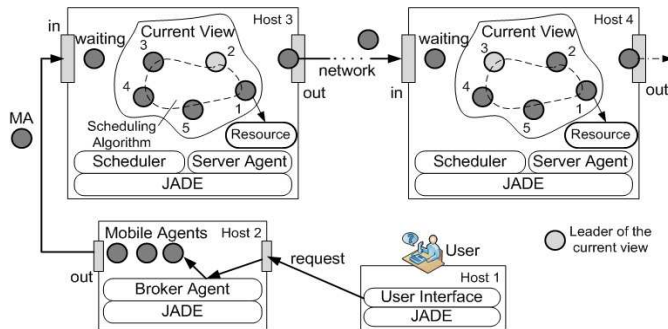 in
waiting
Current View
Host 3
3
2
4
1
5
Scheduling
Algorithm
Resource
Scheduler
Server Agent
JADE
out
network
in
waiting
Current View
Host 4
3
2
4
1
5
Resource
Scheduler
Server Agent
JADE
out
MA
Mobile Agents
Host 2
out
Broker Agent
JADE
request
User
Host 1
User Interface
JADE
Leader of the
current view